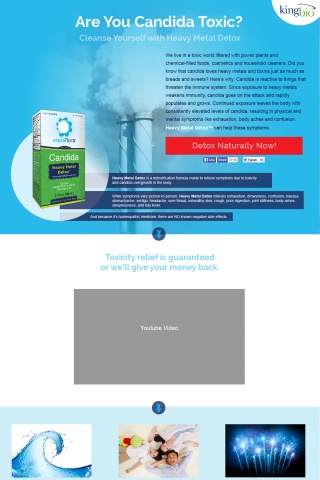 Are You Candida Toxic?
kingbio
Cleanse Yourself with Heavy Metal Detox
We live in a toxic world littered with power plants and
chemical-filled foods, cosmetics and household cleaners. Did you
know that candida loves heavy metals and toxins just as much as
breads and sweets? Here's why: Candida is reactive to things that
threaten the immune system. Since exposure to heavy metals
weakens immunity, candida goes on the attack and rapidly
populates and grows. Continued exposure leaves the body with
consistently elevated levels of candida, resulting in physical and
mental symptoms like exhaustion, body aches and confusion.
Heavy Metal Detox™ can help these symptoms.
Detox Naturally Now!
aquaflora
Candida
Heavy Metal
Detox
Heavy Metal Detox is a detoxification formula made to relieve symptoms due to toxicity
and candida overgrowth in the body.
While symptoms vary person-to-person, Heavy Metal Detox relieves exhaustion, drowsiness, confusion, nausea,
stomachache, vertigo, headache, sore throat, unhealthy skin, cough, poor digestion, joint stiffness, body aches,
sleeplessness, and hay fever.
And because it's homeopathic medicine, there are NO known negative side effects.
Toxicity relief is guaranteed
or we'll give your money back.
Youtube Video